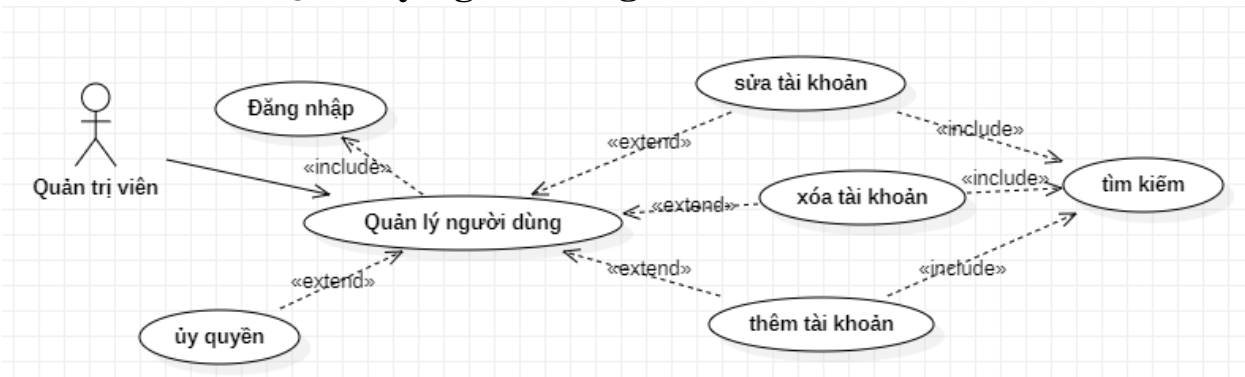 sửa tài khoản
Đăng nhập
«extend»
«include»
«include»
Quản trị viên
«include»
tìm kiếm
xóa tài khoản
«extend»
Quản lý người dùng
«extend»
«include»
«extend»
thêm tài khoản
ủy quyền